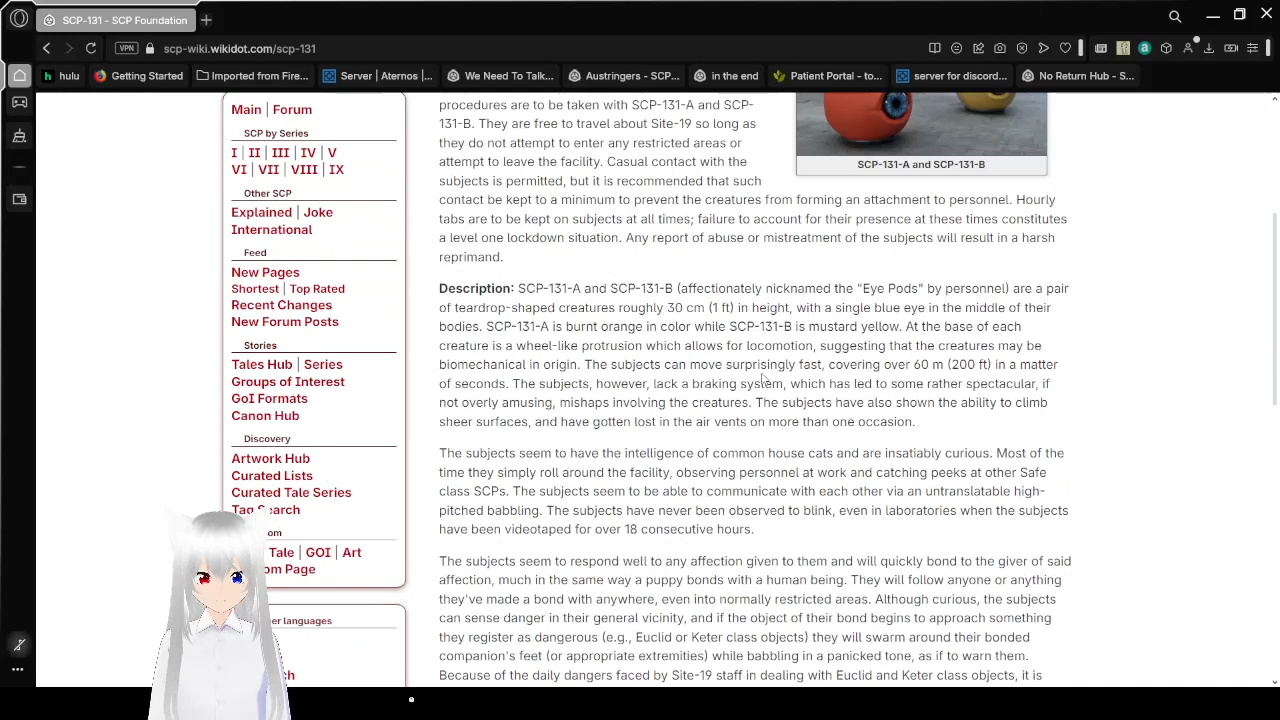 SCP-131 - SCP Foundation
VPN
scp-wiki.wikidot.com/scp-131
hulu
Getting Started
Imported from Fire...
Server | Aternos |...
We Need To Talk...
Austringers - SCP...
in the end
Patient Portal - to...
server for discord...
No Return Hub - S...
Main | Forum
SCP by Series
I | II | III | IV | V
VI | VII | VIII | IX
Other SCP
Explained | Joke
International
Feed
New Pages
Shortest | Top Rated
Recent Changes
New Forum Posts
Stories
Tales Hub | Series
Groups of Interest
GoI Formats
Canon Hub
Discovery
Artwork Hub
Curated Lists
Curated Tale Series
Tag Search
om
Tale | GOI | Art
om Page
er languages
ch
procedures are to be taken with SCP-131-A and SCP-
131-B. They are free to travel about Site-19 so long as
they do not attempt to enter any restricted areas or
attempt to leave the facility. Casual contact with the
subjects is permitted, but it is recommended that such
contact be kept to a minimum to prevent the creatures from forming an attachment to personnel. Hourly
tabs are to be kept on subjects at all times; failure to account for their presence at these times constitutes
a level one lockdown situation. Any report of abuse or mistreatment of the subjects will result in a harsh
reprimand.
SCP-131-A and SCP-131-B
Description: SCP-131-A and SCP-131-B (affectionately nicknamed the "Eye Pods" by personnel) are a pair
of teardrop-shaped creatures roughly 30 cm (1 ft) in height, with a single blue eye in the middle of their
bodies. SCP-131-A is burnt orange in color while SCP-131-B is mustard yellow. At the base of each
creature is a wheel-like protrusion which allows for locomotion, suggesting that the creatures may be
biomechanical in origin. The subjects can move surprisingly fast, covering over 60 m (200 ft) in a matter
of seconds. The subjects, however, lack a braking system, which has led to some rather spectacular, if
not overly amusing, mishaps involving the creatures. The subjects have also shown the ability to climb
sheer surfaces, and have gotten lost in the air vents on more than one occasion.
The subjects seem to have the intelligence of common house cats and are insatiably curious. Most of the
time they simply roll around the facility, observing personnel at work and catching peeks at other Safe
class SCPs. The subjects seem to be able to communicate with each other via an untranslatable high-
pitched babbling. The subjects have never been observed to blink, even in laboratories when the subjects
have been videotaped for over 18 consecutive hours.
The subjects seem to respond well to any affection given to them and will quickly bond to the giver of said
affection, much in the same way a puppy bonds with a human being. They will follow anyone or anything
they've made a bond with anywhere, even into normally restricted areas. Although curious, the subjects
can sense danger in their general vicinity, and if the object of their bond begins to approach something
they register as dangerous (e.g., Euclid or Keter class objects) they will swarm around their bonded
companion's feet (or appropriate extremities) while babbling in a panicked tone, as if to warn them.
Because of the daily dangers faced by Site-19 staff in dealing with Euclid and Keter class objects, it is